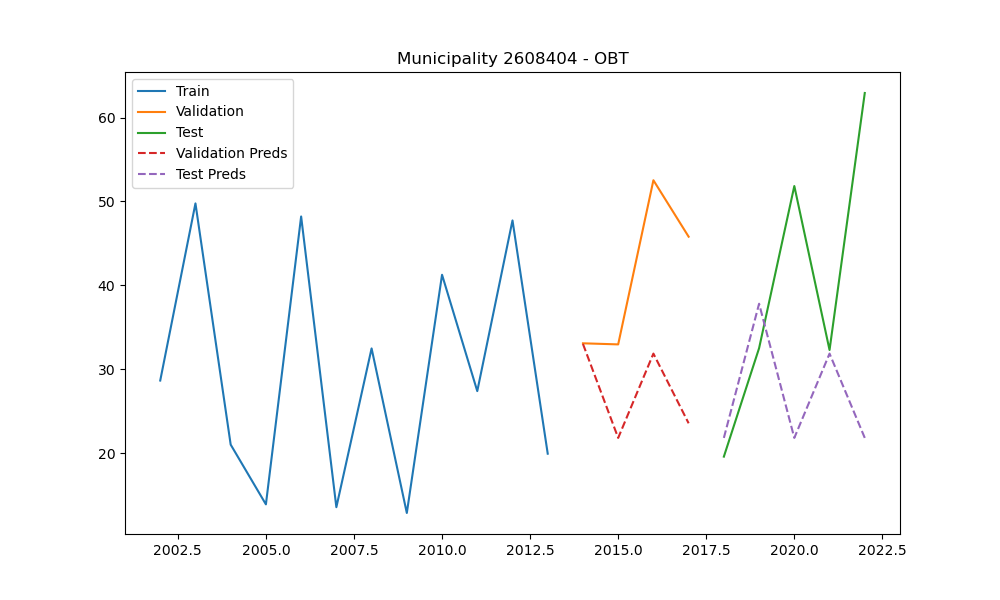 Municipality 2608404 - OBT
Train
Validation
Test
Validation Preds
Test Preds
60
50
40
30
20
2002.5 2005.0 2007.5 2010.0 2012.5 2015.0 2017.5 2020.0 2022.5